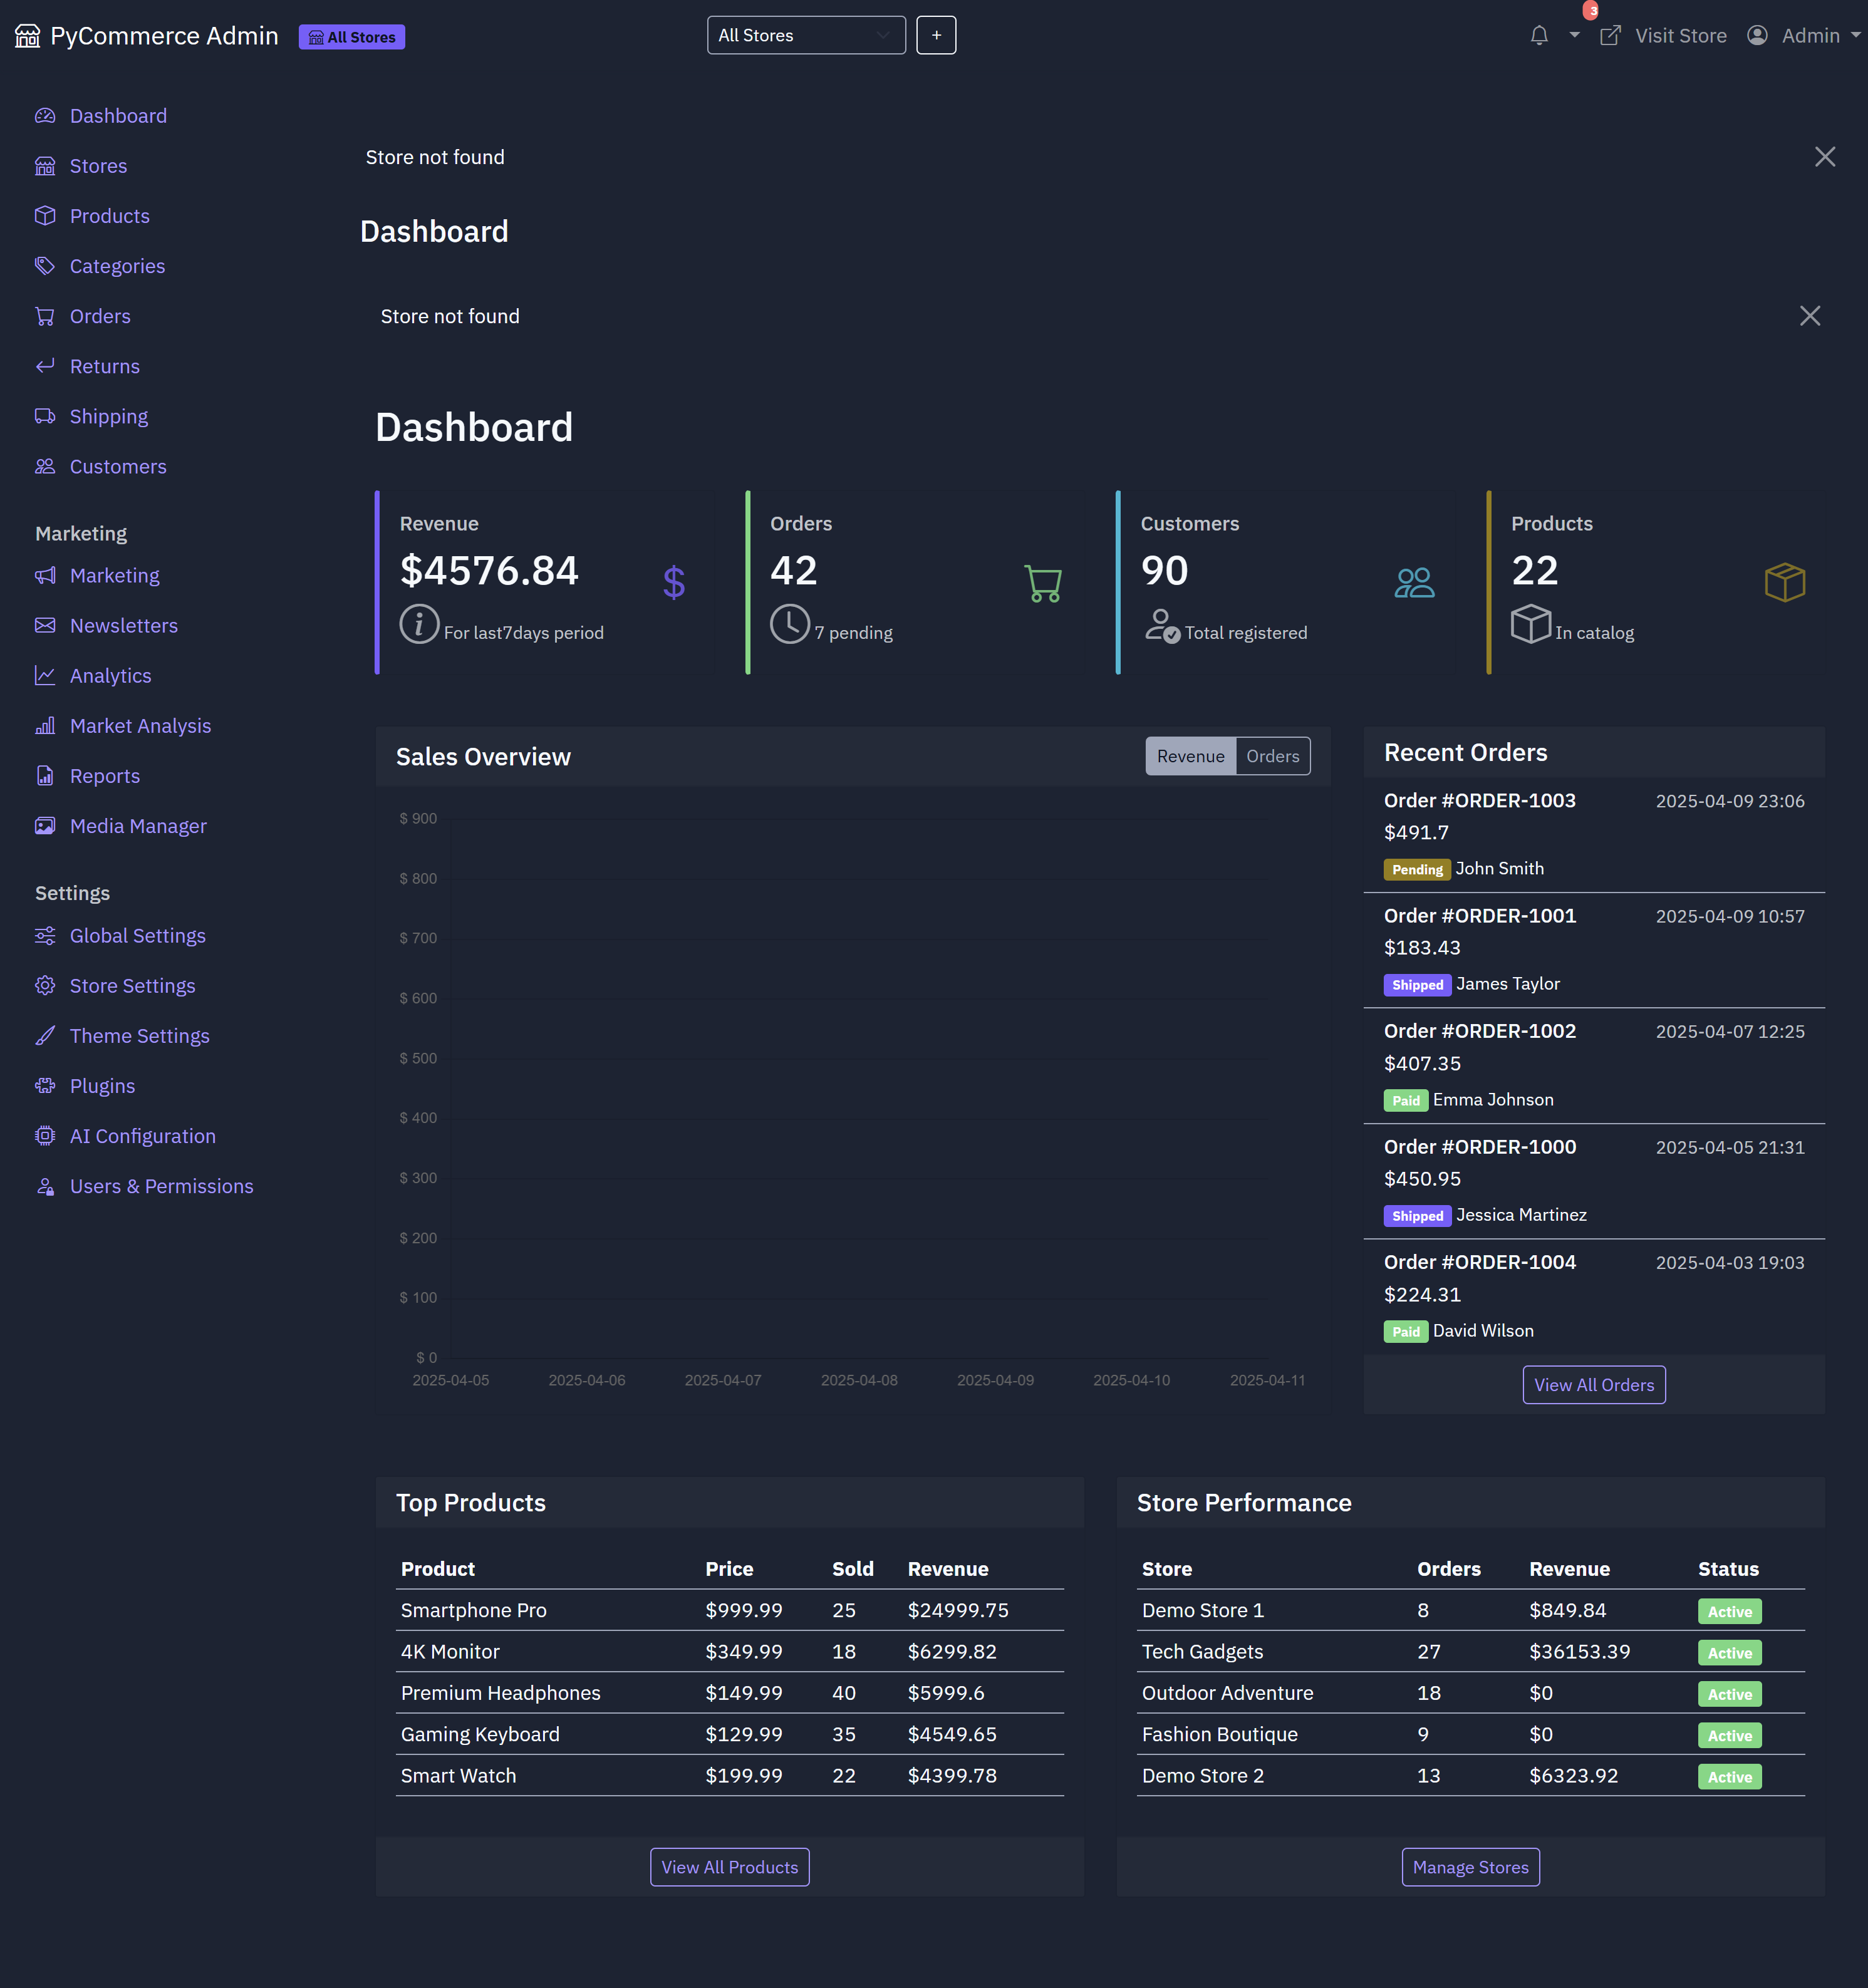 PyCommerce Admin
All Stores
All Stores
+
3
Visit Store
Admin
Dashboard
Stores
Products
Categories
Orders
Returns
Shipping
Customers
Marketing
Marketing
Newsletters
Analytics
Market Analysis
Reports
Media Manager
Settings
Global Settings
Store Settings
Theme Settings
Plugins
AI Configuration
Users & Permissions
Store not found
Dashboard
Store not found
Dashboard
Revenue
$4576.84
$
For last7days period
Orders
42
7 pending
Customers
90
Total registered
Products
22
In catalog
Sales Overview
Revenue
Orders
$ 900
$ 800
$ 700
$ 600
$ 500
$ 400
$ 300
$ 200
$ 100
$ 0
2025-04-05 2025-04-06 2025-04-07 2025-04-08 2025-04-09 2025-04-10 2025-04-11
Recent Orders
Order #ORDER-1003 2025-04-09 23:06
$491.7
Pending John Smith
Order #ORDER-1001 2025-04-09 10:57
$183.43
Shipped James Taylor
Order #ORDER-1002 2025-04-07 12:25
$407.35
Paid Emma Johnson
Order #ORDER-1000 2025-04-05 21:31
$450.95
Shipped Jessica Martinez
Order #ORDER-1004 2025-04-03 19:03
$224.31
Paid David Wilson
View All Orders
Top Products
Product Price Sold Revenue
Smartphone Pro $999.99 25 $24999.75
4K Monitor $349.99 18 $6299.82
Premium Headphones $149.99 40 $5999.6
Gaming Keyboard $129.99 35 $4549.65
Smart Watch $199.99 22 $4399.78
View All Products
Store Performance
Store Orders Revenue Status
Demo Store 1 8 $849.84 Active
Tech Gadgets 27 $36153.39 Active
Outdoor Adventure 18 $0 Active
Fashion Boutique 9 $0 Active
Demo Store 2 13 $6323.92 Active
Manage Stores